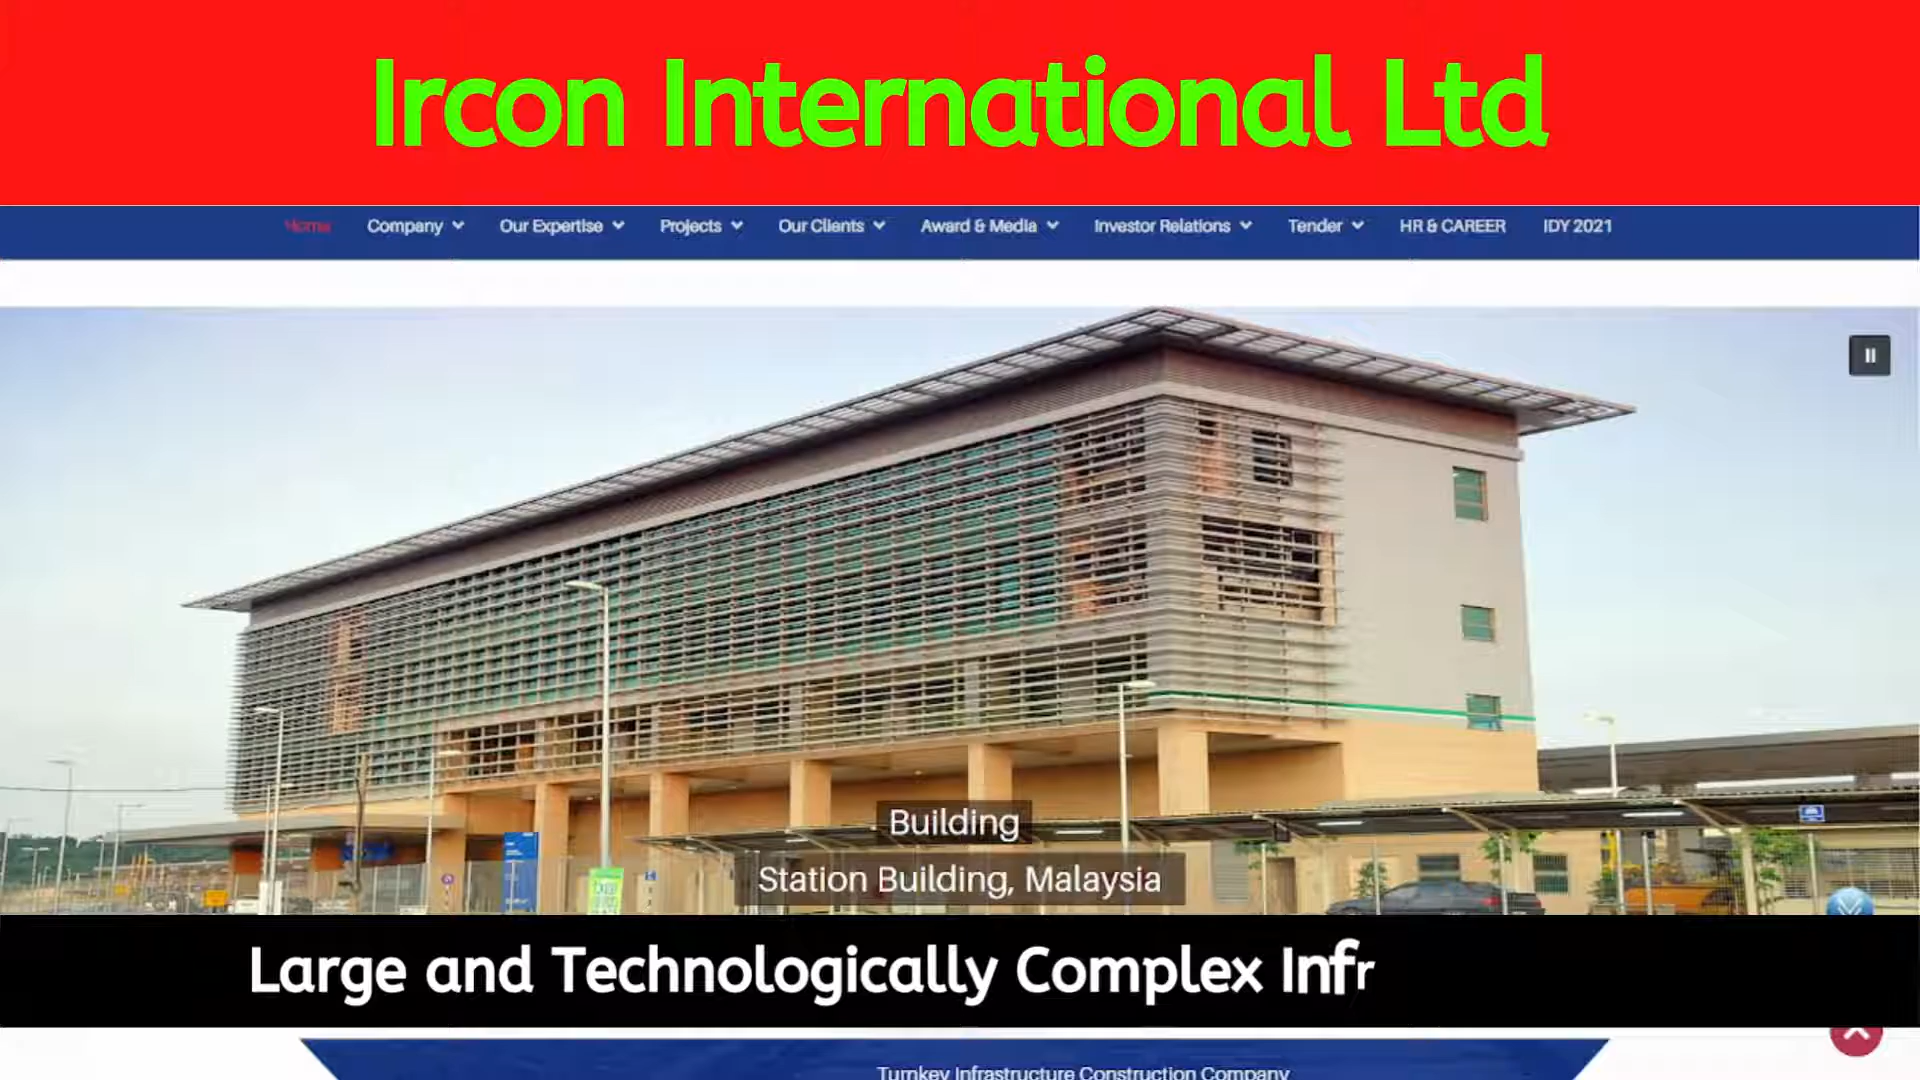 Ircon International Ltd
Home Company Our Expertise Projects Our Clients Award & Media Investor Relations Tender HR & CAREER IDY 2021
Building
Station Building, Malaysia
Large and Technologically Complex Infr
Turnkey Infrastructure Construction Company